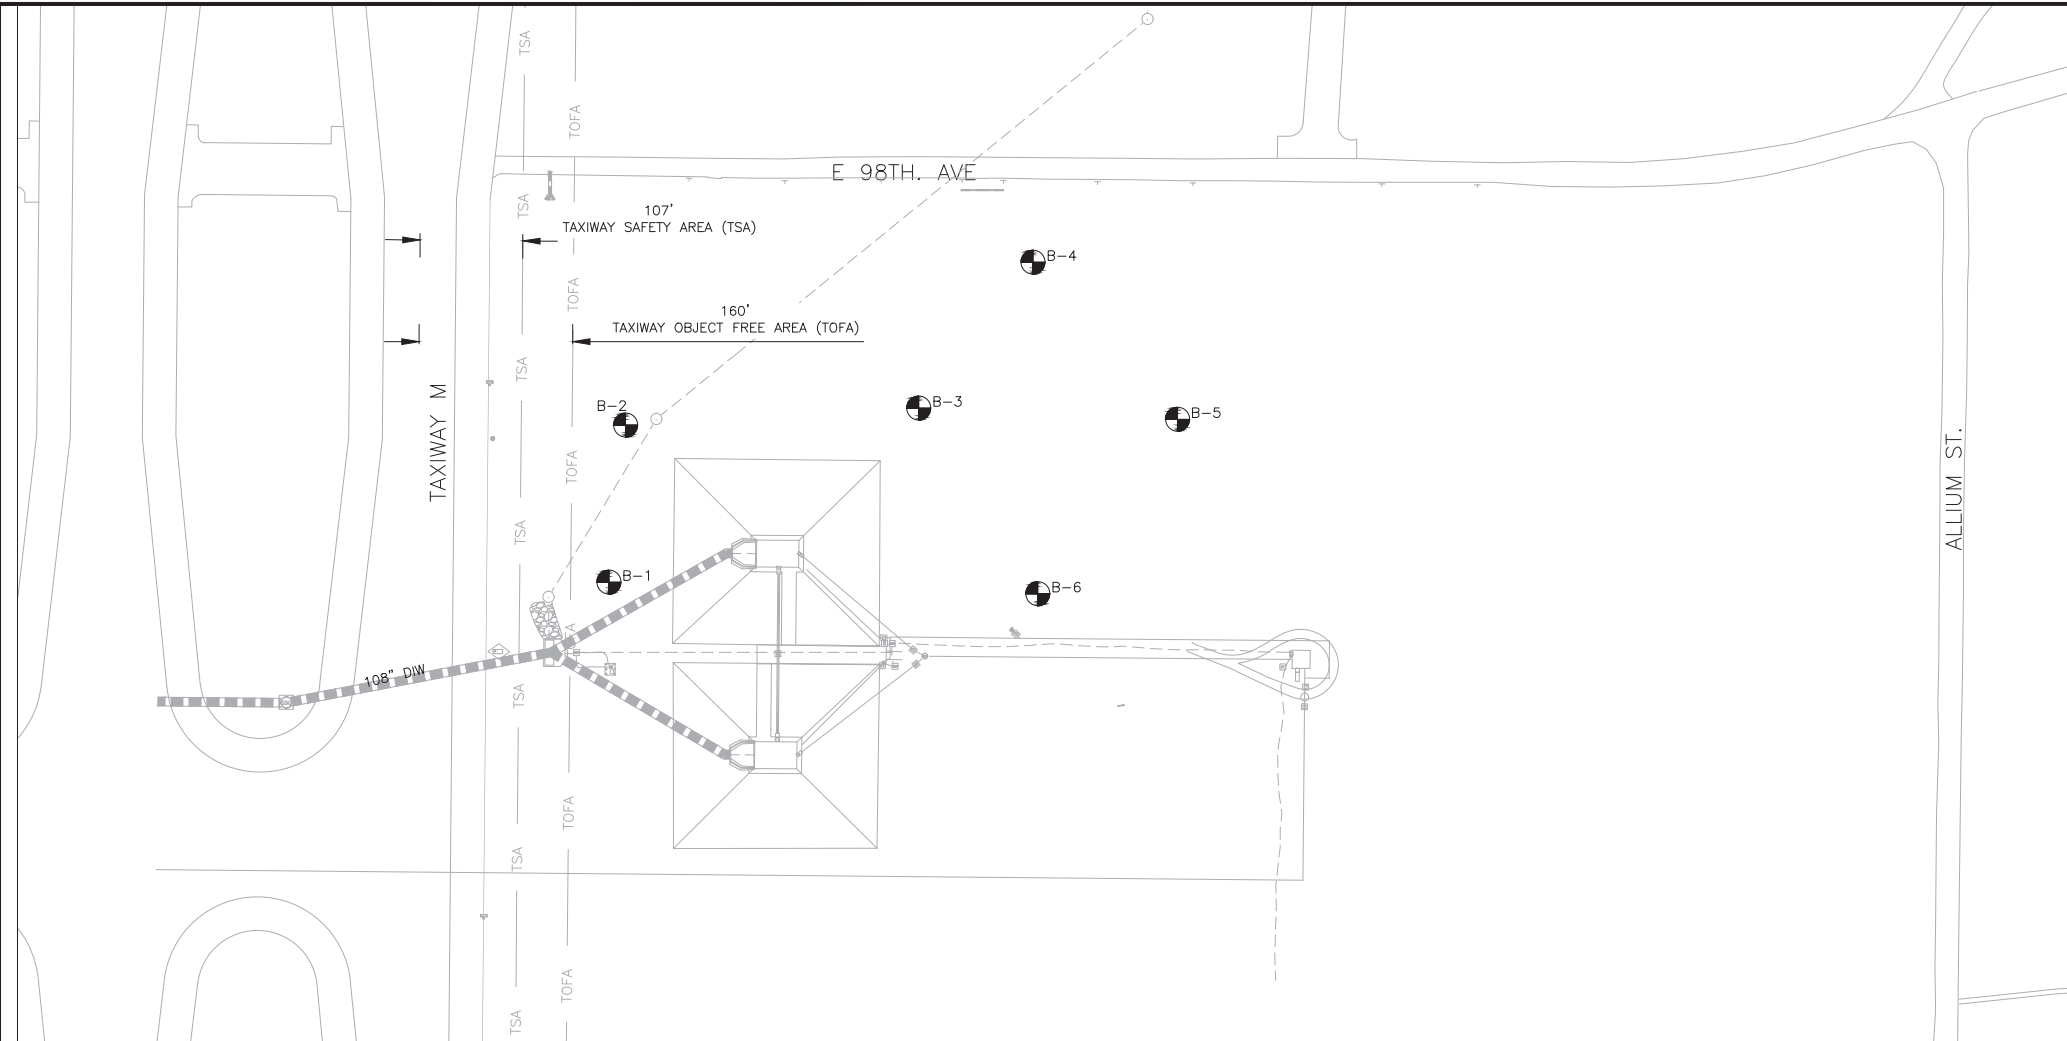 TSA
TOFA
E 98TH. AVE
TSA
107'
TAXIWAY SAFETY AREA (TSA)
B-4
TOFA
160'
TAXIWAY OBJECT FREE AREA (TOFA)
TSA
TAXIWAY M
B-2
B-3
B-5
TOFA
ALLIUM ST.
TSA
B-1
B-6
108" DIW
TSA
TOFA
TSA
TOFA
TSA